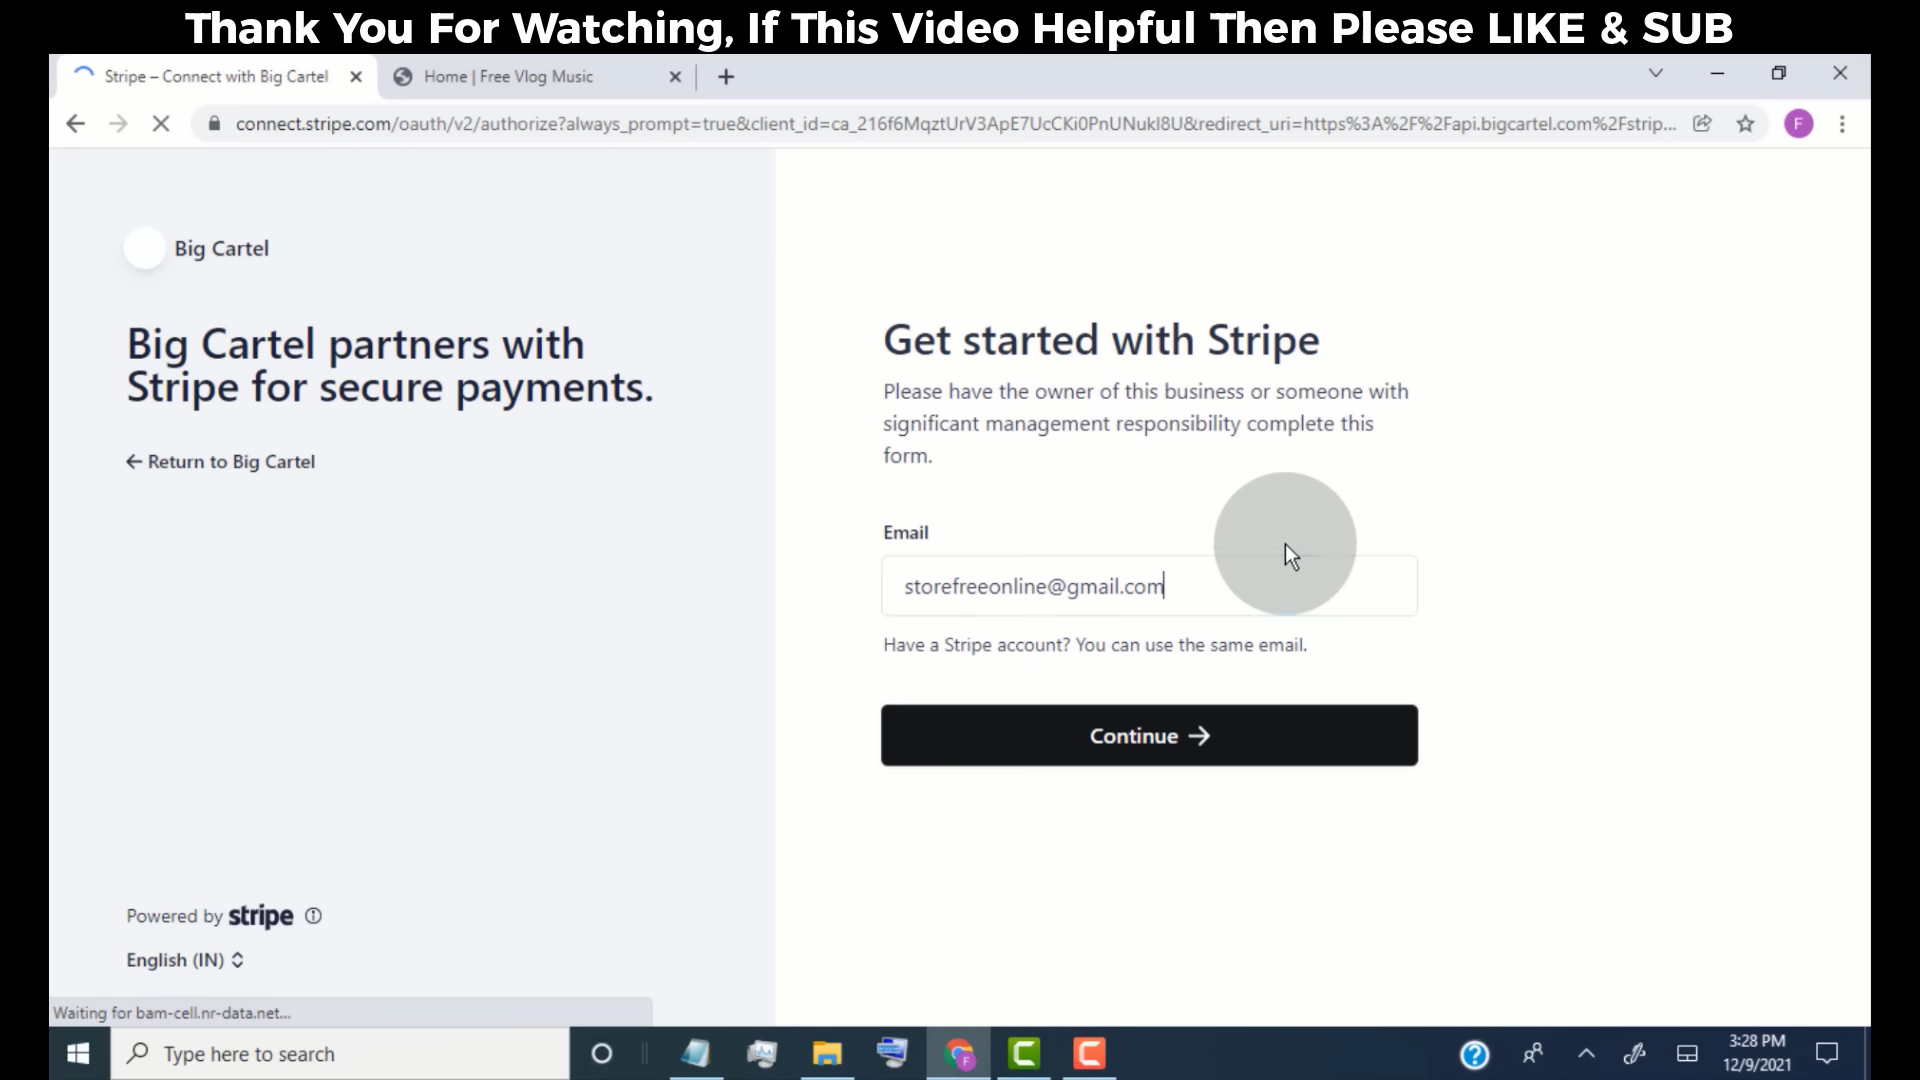 Thank You For Watching, If This Video Helpful Then Please LIKE & SUB
Stripe – Connect with Big Cartel
Home | Free Vlog Music
connect.stripe.com/oauth/v2/authorize?always_prompt=true&client_id=ca_216f6MqztUrV3ApE7UcCKi0PnUNukI8U&redirect_uri=https%3A%2F%2Fapi.bigcartel.com%2Fstrip...
F
Big Cartel
Big Cartel partners with
Stripe for secure payments.
Return to Big Cartel
Get started with Stripe
Please have the owner of this business or someone with
significant management responsibility complete this
form.
Email
storefreeonline@gmail.com
Have a Stripe account? You can use the same email.
Continue
Powered by stripe
English (IN)
Waiting for bam-cell.nr-data.net...
Type here to search
3:28 PM
12/9/2021